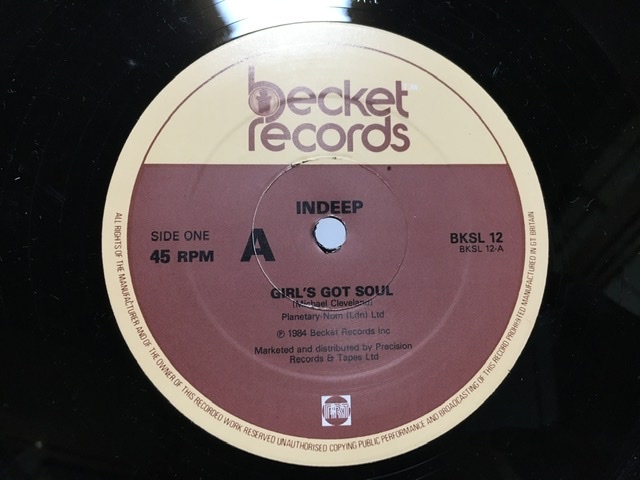 becket
records
INDEEP
SIDE ONE
A
BKSL 12
45 RPM
BKSL 12-A
GIRL'S GOT SOUL
(Michael Cleveland)
Planetary-Nom (Ldn) Ltd
℗ 1984 Becket Records Inc
Marketed and distributed by Precision
Records & Tapes Ltd
PRT
ALL RIGHTS OF THE MANUFACTURER AND OF THE OWNER OF THIS RECORDED WORK RESERVED UNAUTHORISED COPYING PUBLIC PERFORMANCE AND BROADCASTING OF THIS RECORD PROHIBITED MANUFACTURED IN GT BRITAIN.